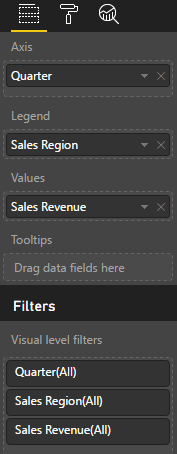 Axis
Quarter
Legend
Sales Region
Values
Sales Revenue
Tooltips
Drag data fields here
Filters
Visual level filters
Quarter(All)
Sales Region(All)
Sales Revenue(All)